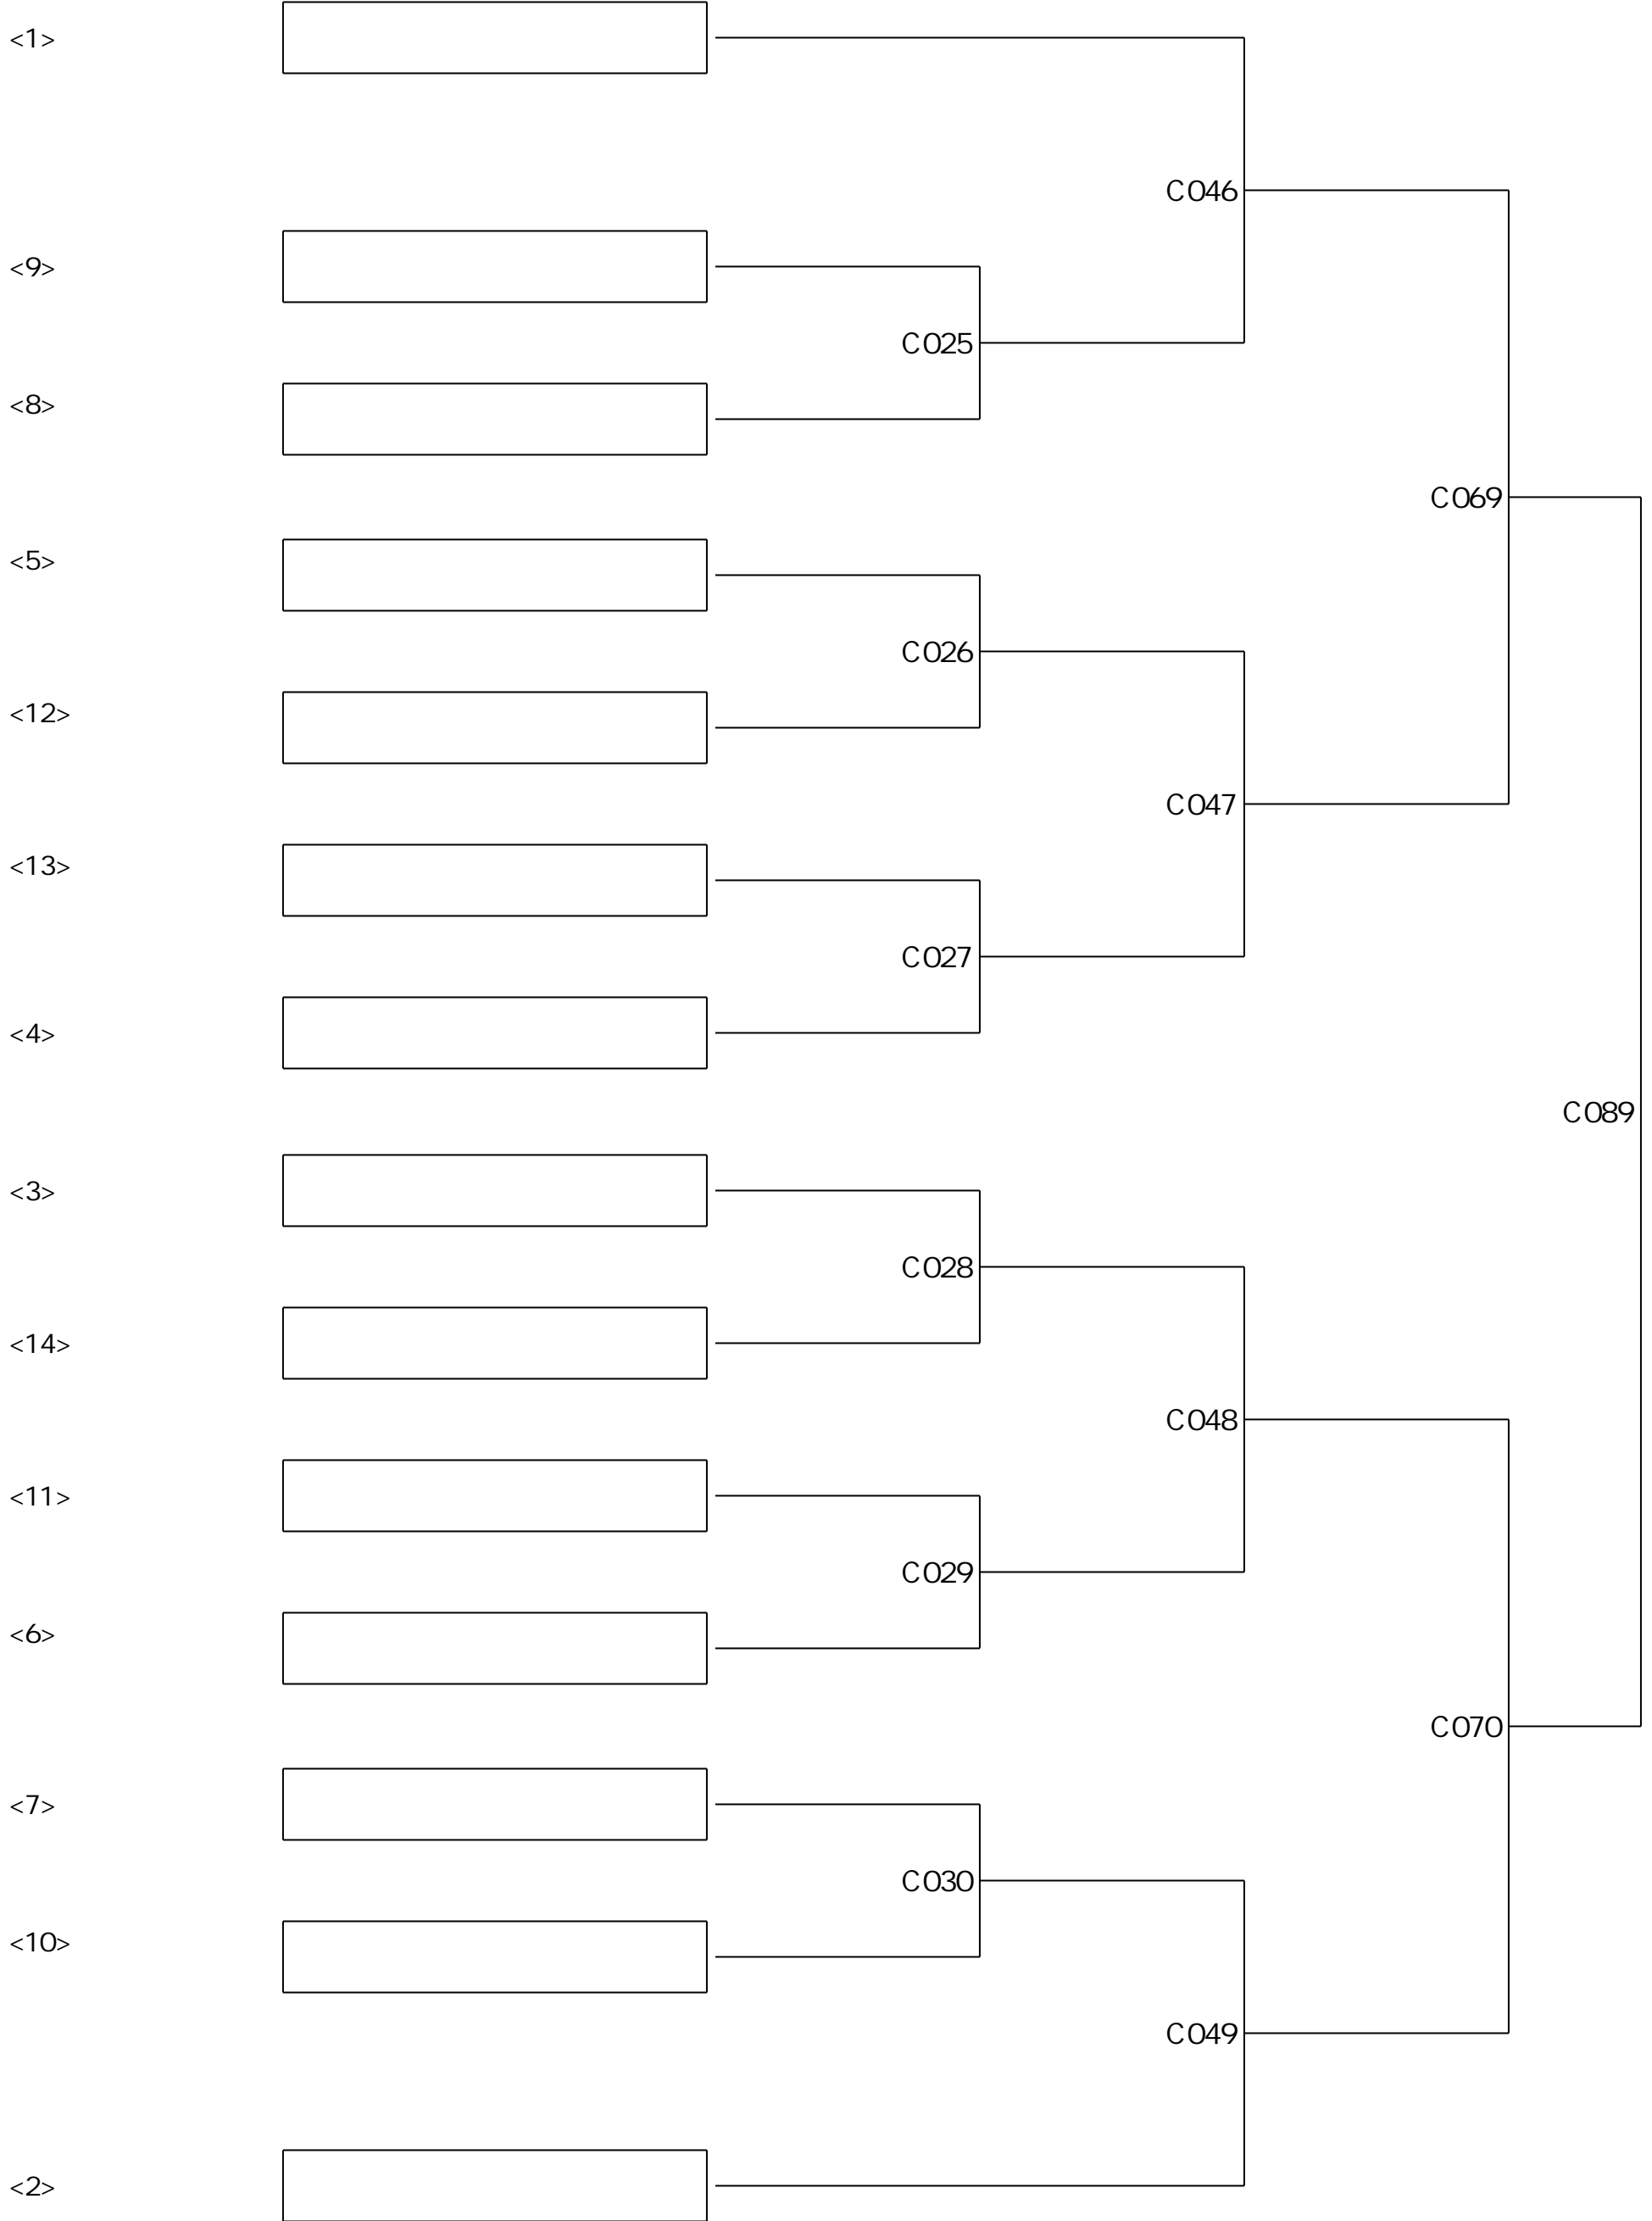 <1>
C046
<9>
C025
<8>
C069
<5>
C026
<12>
C047
<13>
C027
<4>
C089
<3>
C028
<14>
C048
<11>
C029
<6>
C070
<7>
C030
<10>
C049
<2>